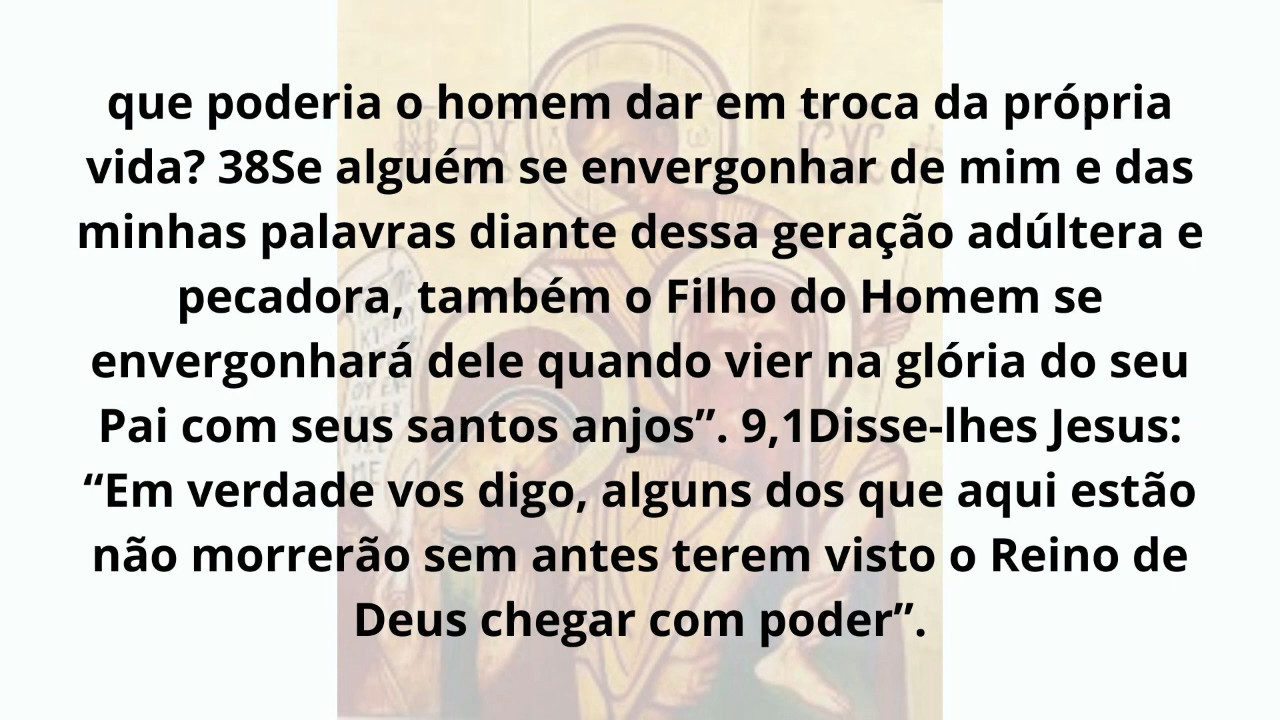 que poderia o homem dar em troca da própria
vida? 38Se alguém se envergonhar de mim e das
minhas palavras diante dessa geração adúltera e
pecadora, também o Filho do Homem se
envergonhará dele quando vier na glória do seu
Pai com seus santos anjos”. 9,1Disse-lhes Jesus:
“Em verdade vos digo, alguns dos que aqui estão
não morrerão sem antes terem visto o Reino de
Deus chegar com poder”.